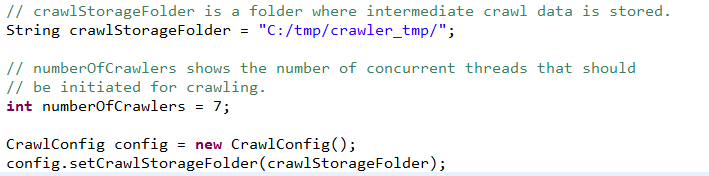 // crawlStorageFolder is a folder where intermediate crawl data is stored.
String crawlStorageFolder = "C:/tmp/crawler_tmp/";
// numberOfCrawlers shows the number of concurrent threads that should
// be initiated for crawling.
int numberOfCrawlers = 7;
CrawlConfig config = new CrawlConfig();
config.setCrawlStorageFolder(crawlStorageFolder);